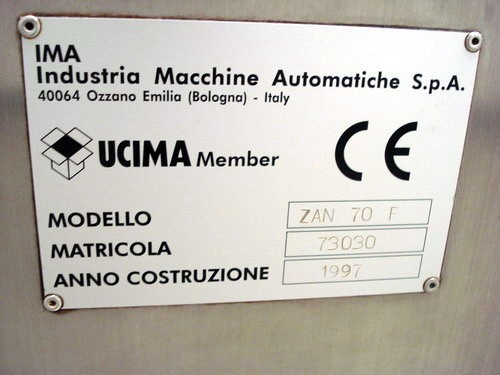 IMA
Industria Macchine Automatiche S.p.A.
40064 Ozzano Emilia (Bologna) - Italy
UCIMA Member CE
MODELLO ZAN 70 F
MATRICOLA 73030
ANNO COSTRUZIONE 1997